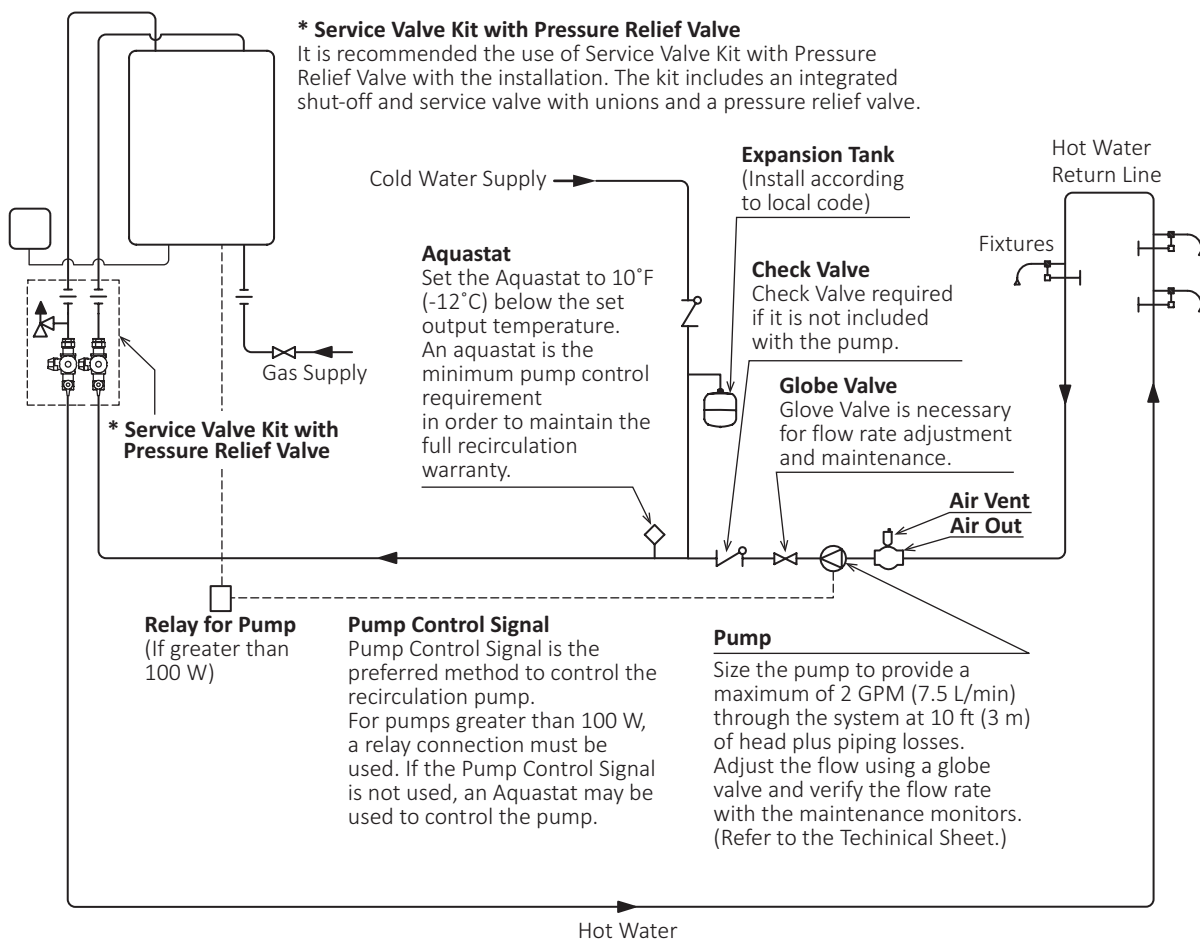 * Service Valve Kit with Pressure Relief Valve
It is recommended the use of Service Valve Kit with Pressure
Relief Valve with the installation. The kit includes an integrated
shut-off and service valve with unions and a pressure relief valve.
Cold Water Supply
Expansion Tank
(Install according
to local code)
Hot Water
Return Line
Fixtures
Aquastat
Set the Aquastat to 10˚F
(-12˚C) below the set
output temperature.
An aquastat is the
minimum pump control
requirement
in order to maintain the
full recirculation
warranty.
Check Valve
Check Valve required
if it is not included
with the pump.
Gas Supply
Globe Valve
Glove Valve is necessary
for flow rate adjustment
and maintenance.
* Service Valve Kit with
Pressure Relief Valve
Air Vent
Air Out
Relay for Pump
(If greater than
100 W)
Pump Control Signal
Pump Control Signal is the
preferred method to control the
recirculation pump.
For pumps greater than 100 W,
a relay connection must be
used. If the Pump Control Signal
is not used, an Aquastat may be
used to control the pump.
Pump
Size the pump to provide a
maximum of 2 GPM (7.5 L/min)
through the system at 10 ft (3 m)
of head plus piping losses.
Adjust the flow using a globe
valve and verify the flow rate
with the maintenance monitors.
(Refer to the Techinical Sheet.)
Hot Water